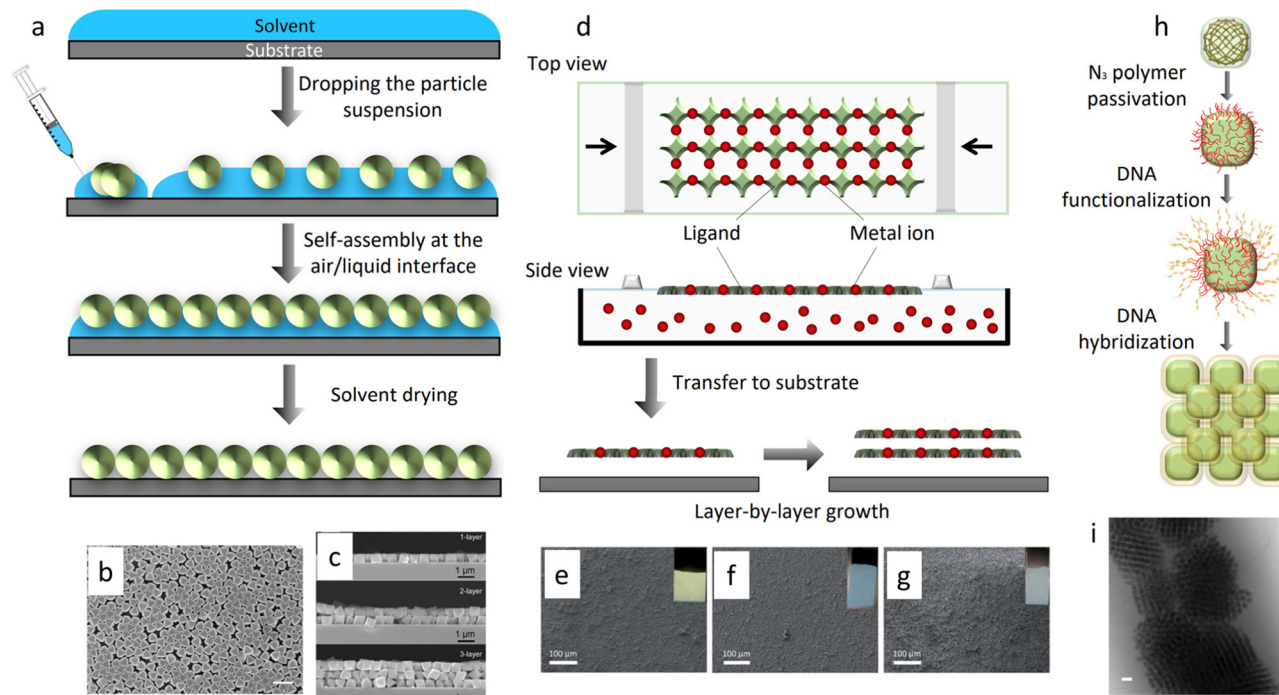 a
Solvent
Substrate
Dropping the particle
suspension
Self-assembly at the
air/liquid interface
Solvent drying
b
c
1-layer
1 μm
2-layer
1 μm
3-layer
d
Top view
Ligand
Metal ion
Side view
Transfer to substrate
Layer-by-layer growth
e
100 μm
f
100 μm
g
100 μm
h
N₃ polymer
passivation
DNA
functionalization
DNA
hybridization
i